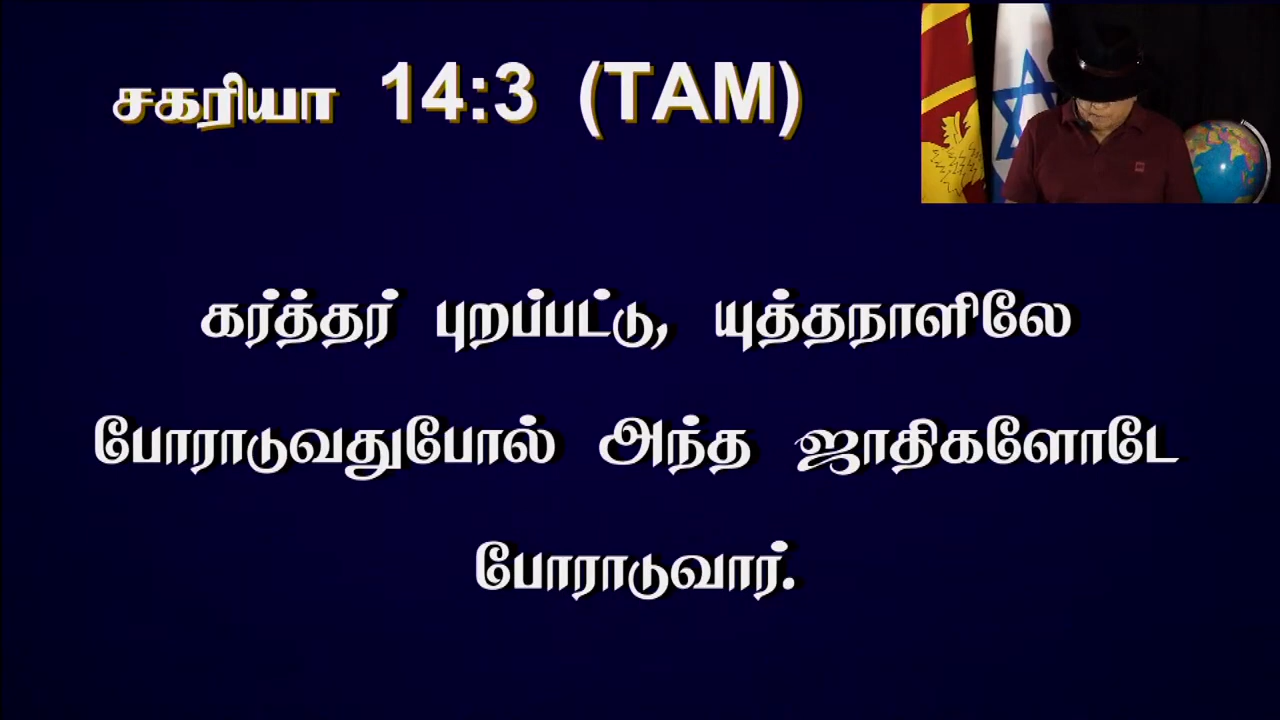 சகரியா 14:3 (TAM)
கர்த்தர் புறப்பட்டு, யுத்தநாளிலே
போராடுவதுபோல் அந்த ஜாதிகளோடே
போராடுவார்.